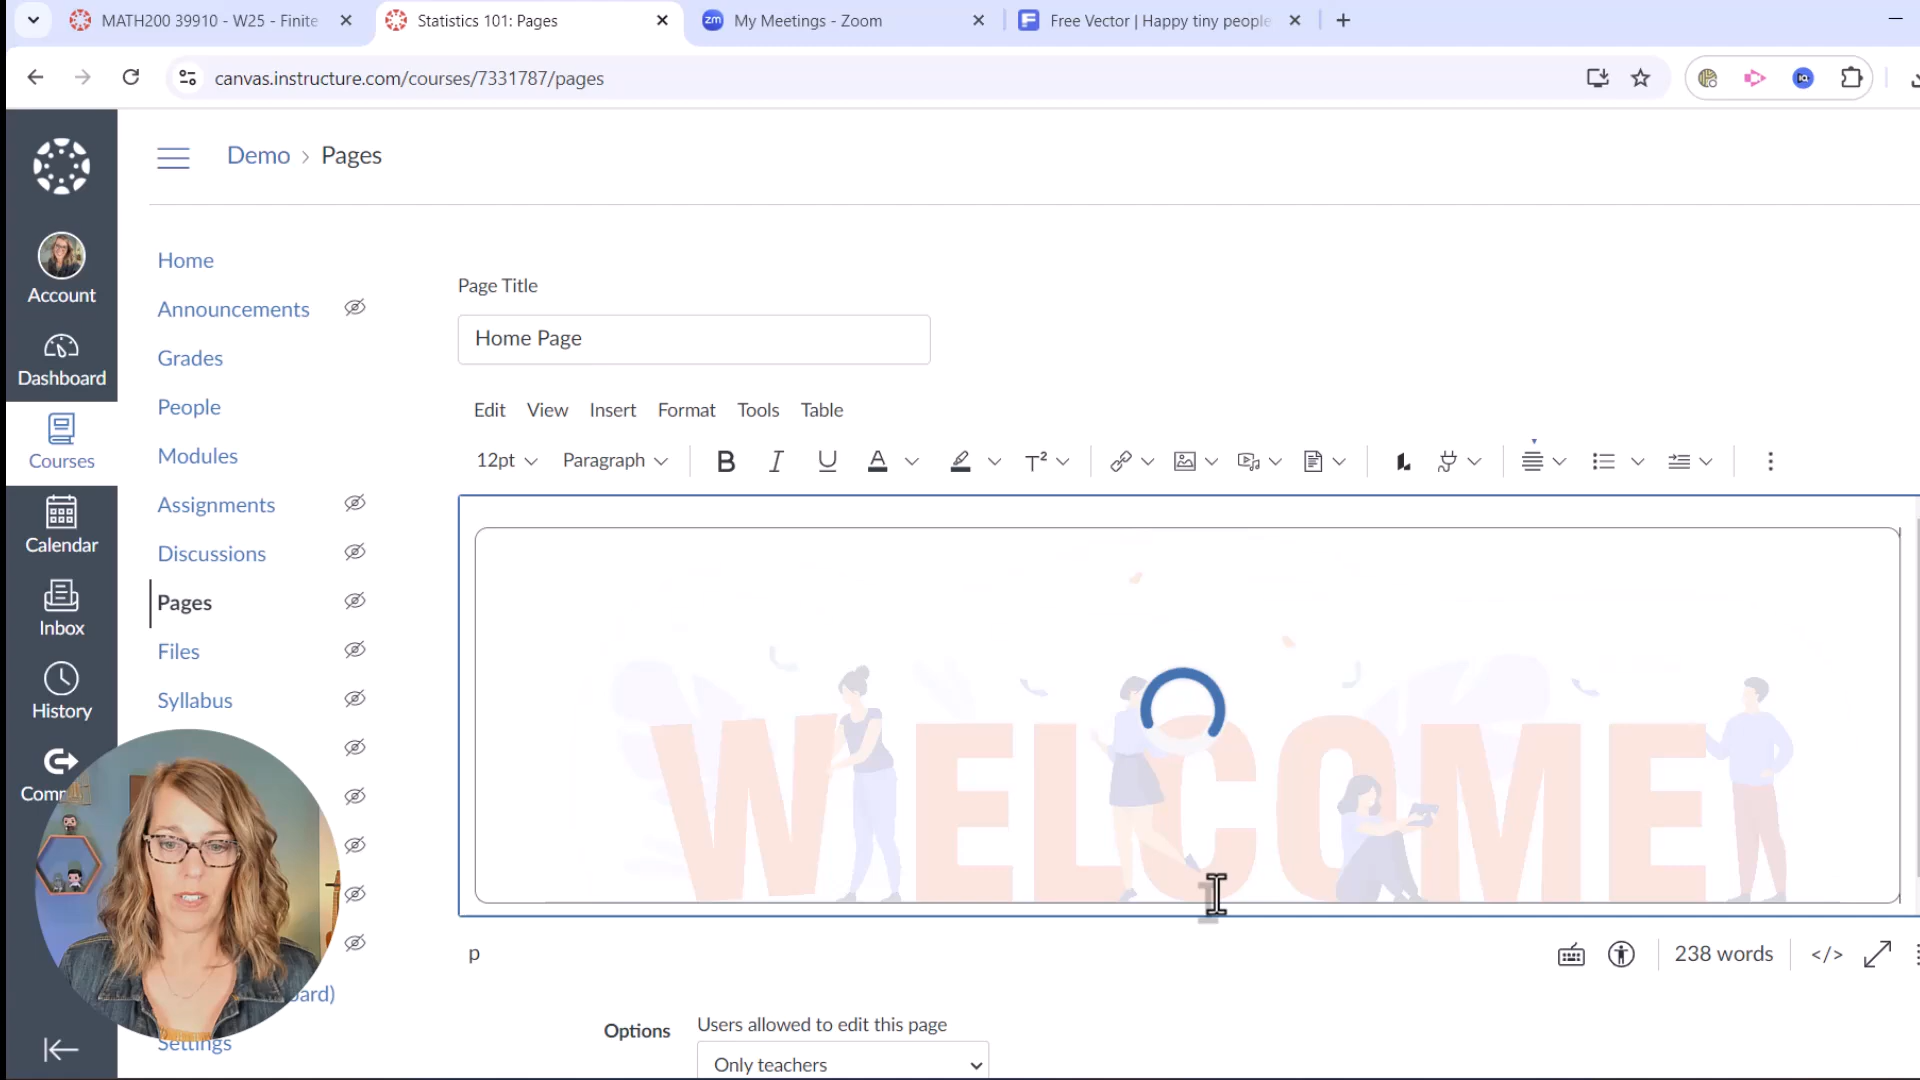 MATH200 39910 - W25 - Finite
Statistics 101: Pages
zm My Meetings - Zoom
Free Vector | Happy tiny people
canvas.instructure.com/courses/7331787/pages
Demo > Pages
Account
Dashboard
Courses
Calendar
Inbox
History
Home
Announcements
Grades
People
Modules
Assignments
Discussions
Pages
Files
Syllabus
Settings
Page Title
Home Page
Edit View Insert Format Tools Table
12pt Paragraph B I U A T²
WELCOME
p
238 words </>
Options
Users allowed to edit this page
Only teachers